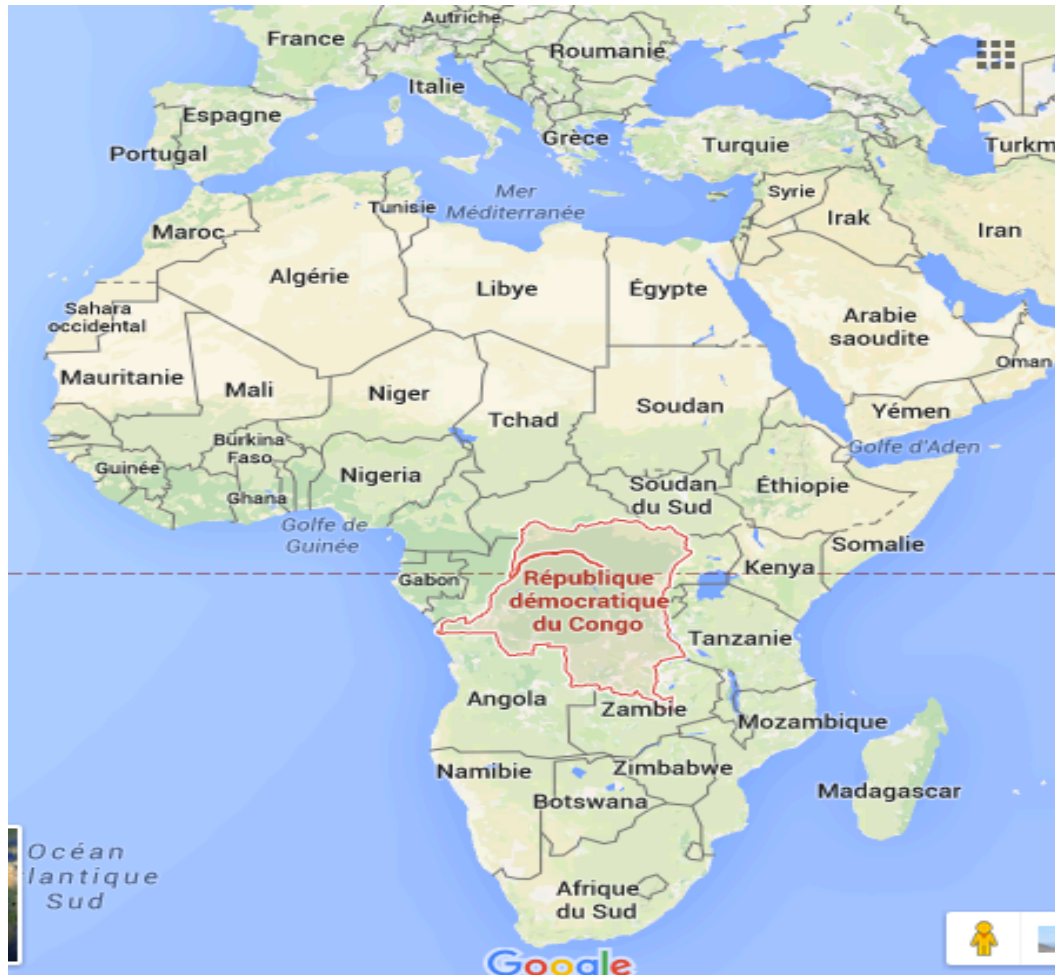 Autriche
France
Roumanie
Italie
Espagne
Grèce
Portugal
Turquie
Turkm
Mer
Méditerranée
Syrie
Tunisie
Irak
Maroc
Iran
Algérie
Libye
Égypte
Sahara
occidental
Arabie
saoudite
Oman
Mauritanie
Mali
Niger
Tchad
Soudan
Yémen
Golfe d'Aden
Burkina
Faso
Guinée
Nigeria
Ghana
Soudan
du Sud
Éthiopie
Golfe de
Guinée
Somalie
Gabon
Kenya
République
démocratique
du Congo
Tanzanie
Angola
Zambie
Mozambique
Namibie
Zimbabwe
Botswana
Madagascar
Océan
lantique
Sud
Afrique
du Sud
Google